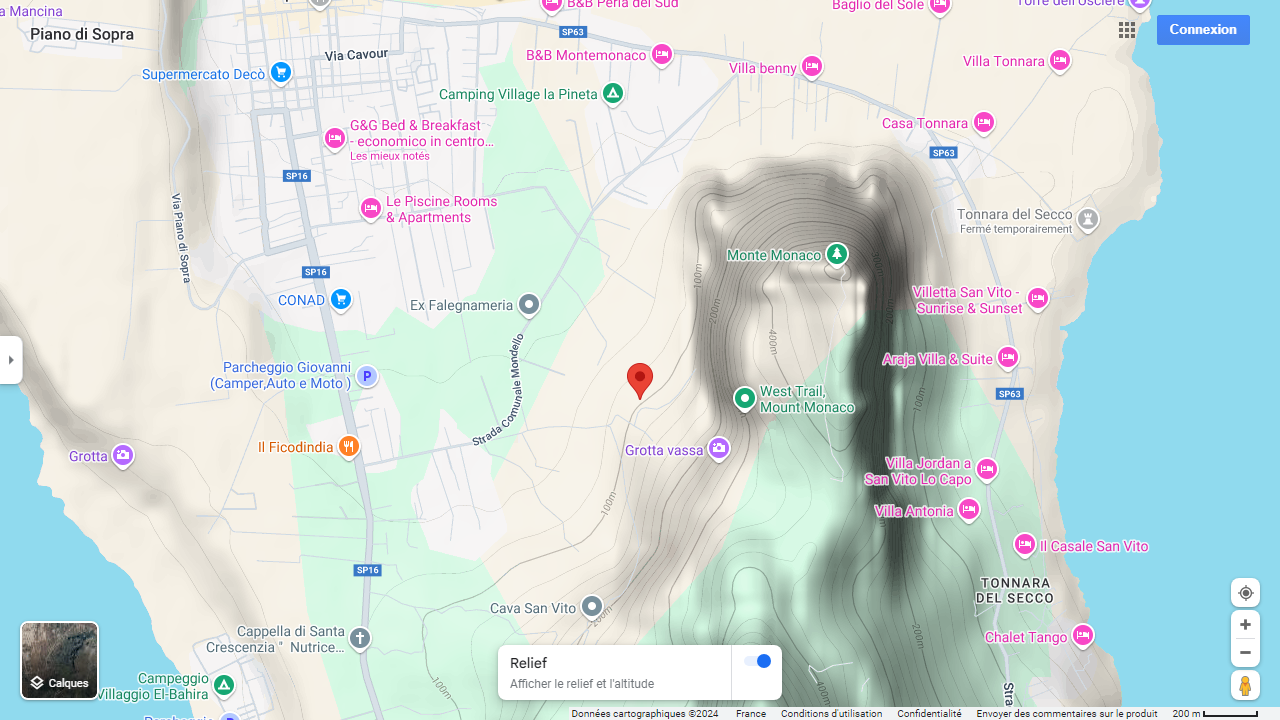 a Mancina
Piano di Sopra
B&B Perla del Sud
SP63
Baglio del Sole
Torre dell'Usciere
Connexion
Via Cavour
B&B Montemonaco
Villa benny
Villa Tonnara
Supermercato Decò
Camping Village la Pineta
G&G Bed & Breakfast
- economico in centro...
Les mieux notés
Casa Tonnara
SP63
SP16
Le Piscine Rooms
& Apartments
Via Piano di Sopra
Tonnara del Secco
Fermé temporairement
Monte Monaco
SP16
100m
200m
300m
200m
400m
CONAD
Ex Falegnameria
Villetta San Vito -
Sunrise & Sunset
Strada Comunale Mondello
Parcheggio Giovanni
(Camper,Auto e Moto )
P
Araja Villa & Suite
SP63
100m
West Trail,
Mount Monaco
Il Ficodindia
Grotta
Grotta vassa
Villa Jordan a
San Vito Lo Capo
100m
Villa Antonia
200m
Il Casale San Vito
SP16
TONNARA
DEL SECCO
Cava San Vito
200m
Cappella di Santa
Crescenzia " Nutrice...
200m
Chalet Tango
Relief
Afficher le relief et l'altitude
Calques
Campeggio
Villaggio El-Bahira
100m
400m
Données cartographiques ©2024
France
Conditions d'utilisation
Confidentialité
Envoyer des commentaires sur le produit
200 m